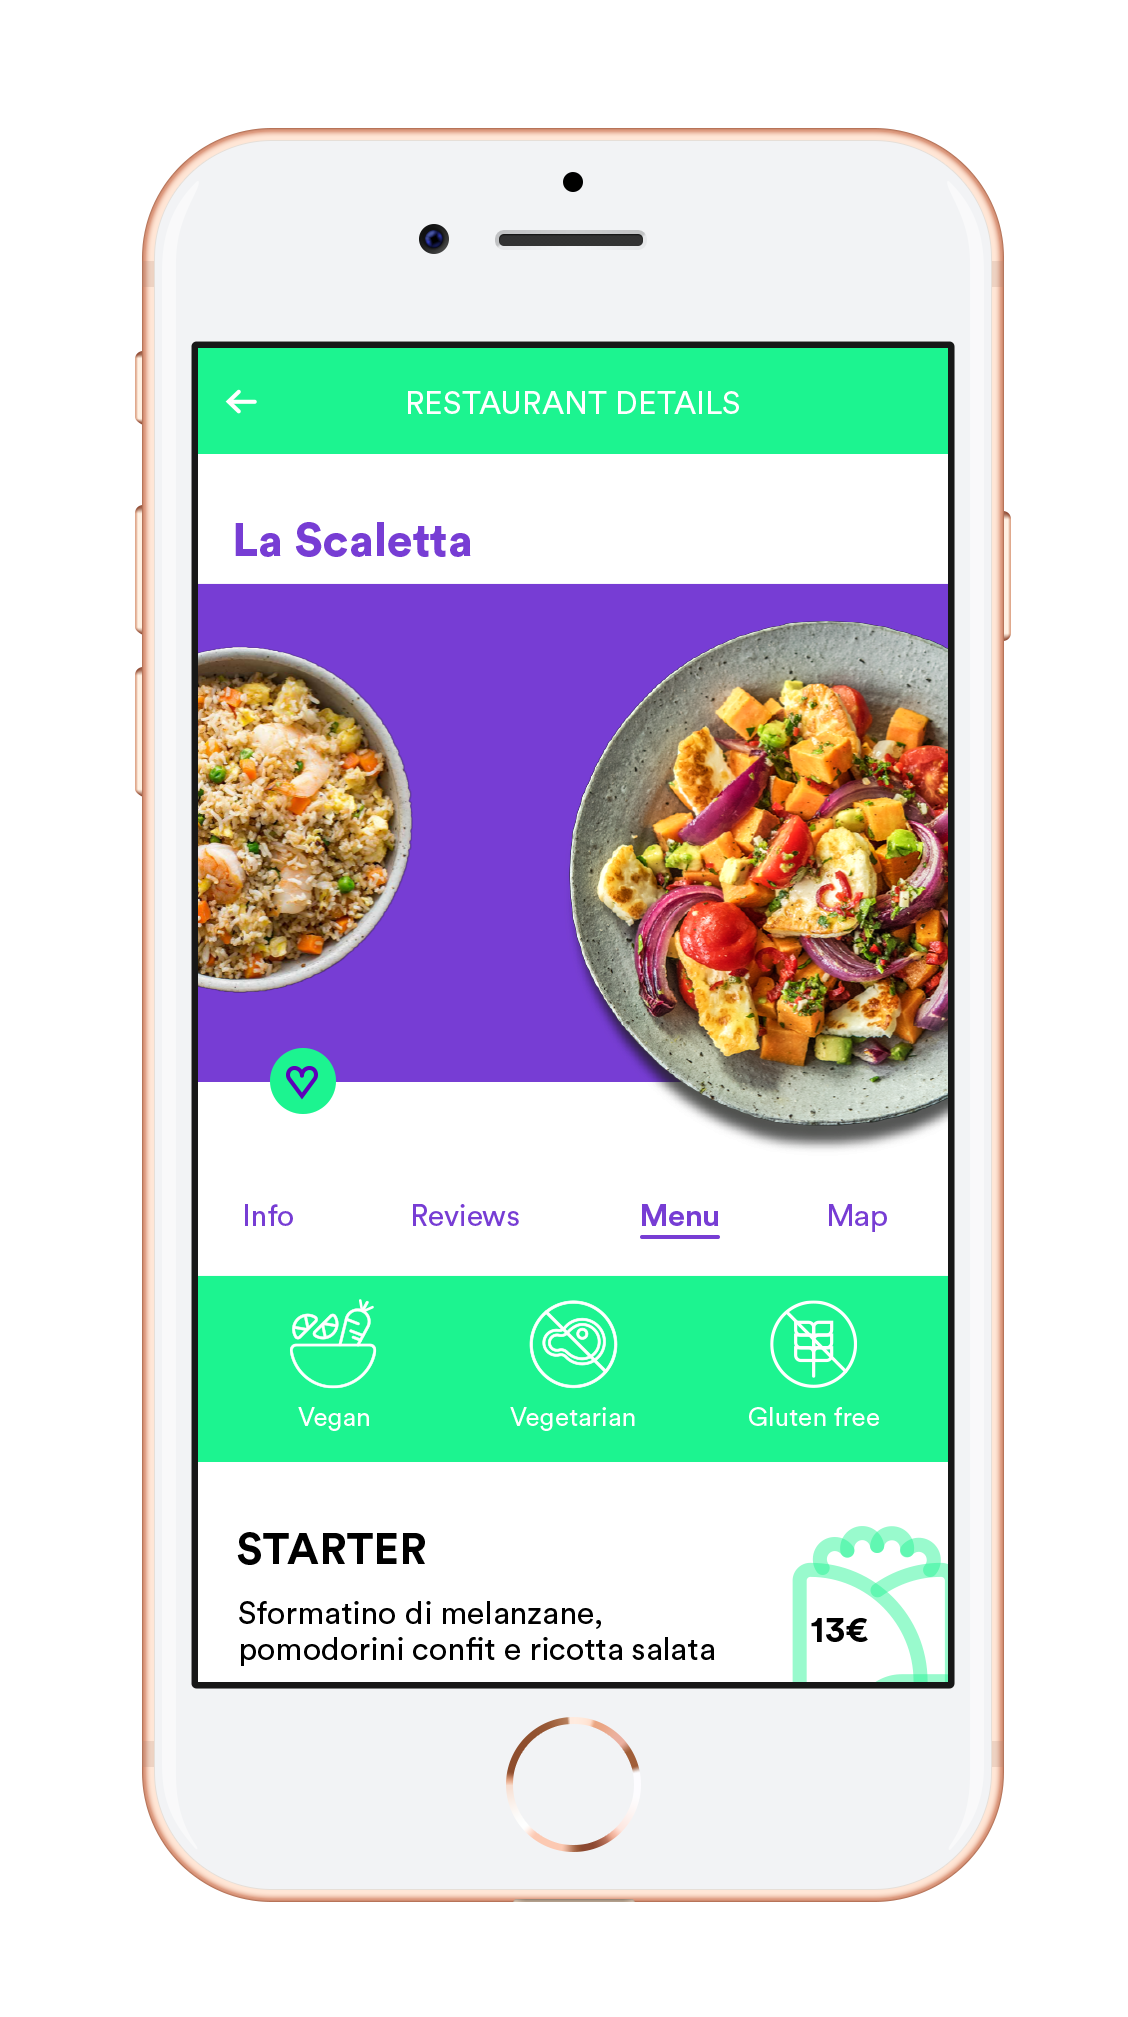 RESTAURANT DETAILS
La Scaletta
Info Reviews Menu Map
Vegan Vegetarian Gluten free
STARTER
Sformatino di melanzane,
pomodorini confit e ricotta salata
13€